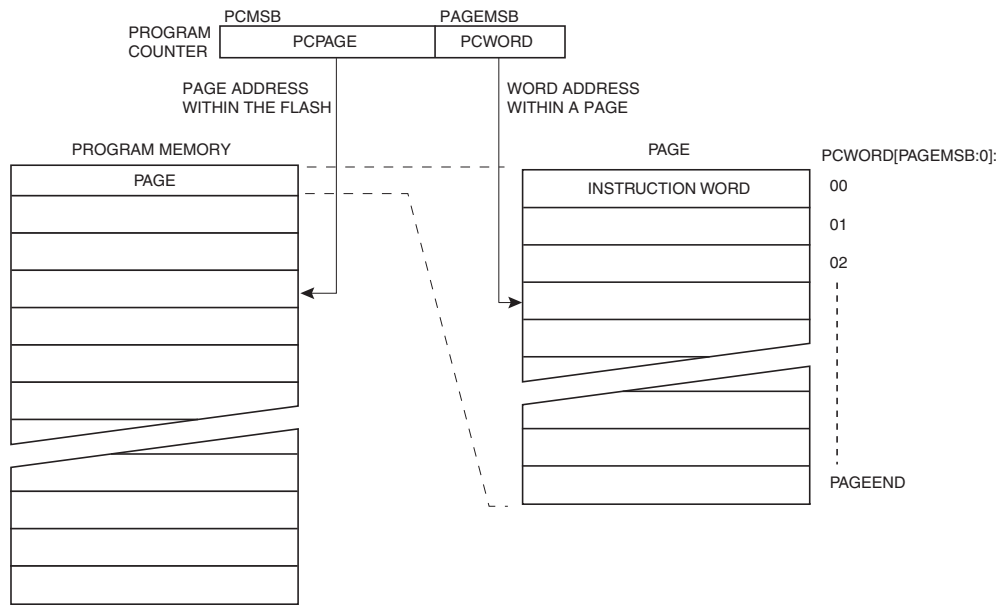 PCMSB
PAGEMSB
PROGRAM
COUNTER
PCPAGE
PCWORD
PAGE ADDRESS
WITHIN THE FLASH
WORD ADDRESS
WITHIN A PAGE
PROGRAM MEMORY
PAGE
PAGE
PCWORD[PAGEMSB:0]:
INSTRUCTION WORD
00
01
02
PAGEEND